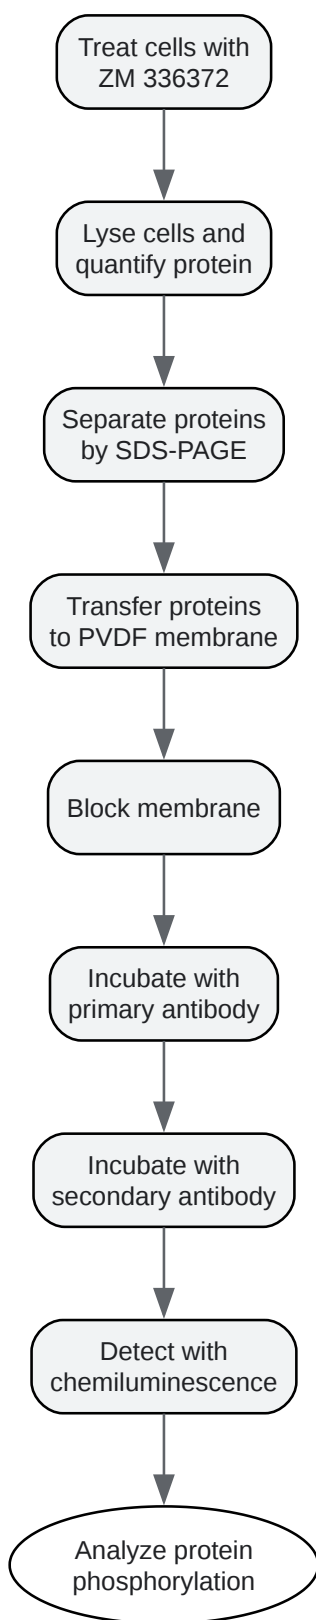 Treat cells with
ZM 336372
Lyse cells and
quantify protein
Separate proteins
by SDS-PAGE
Transfer proteins
to PVDF membrane
Block membrane
Incubate with
primary antibody
Incubate with
secondary antibody
Detect with
chemiluminescence
Analyze protein
phosphorylation